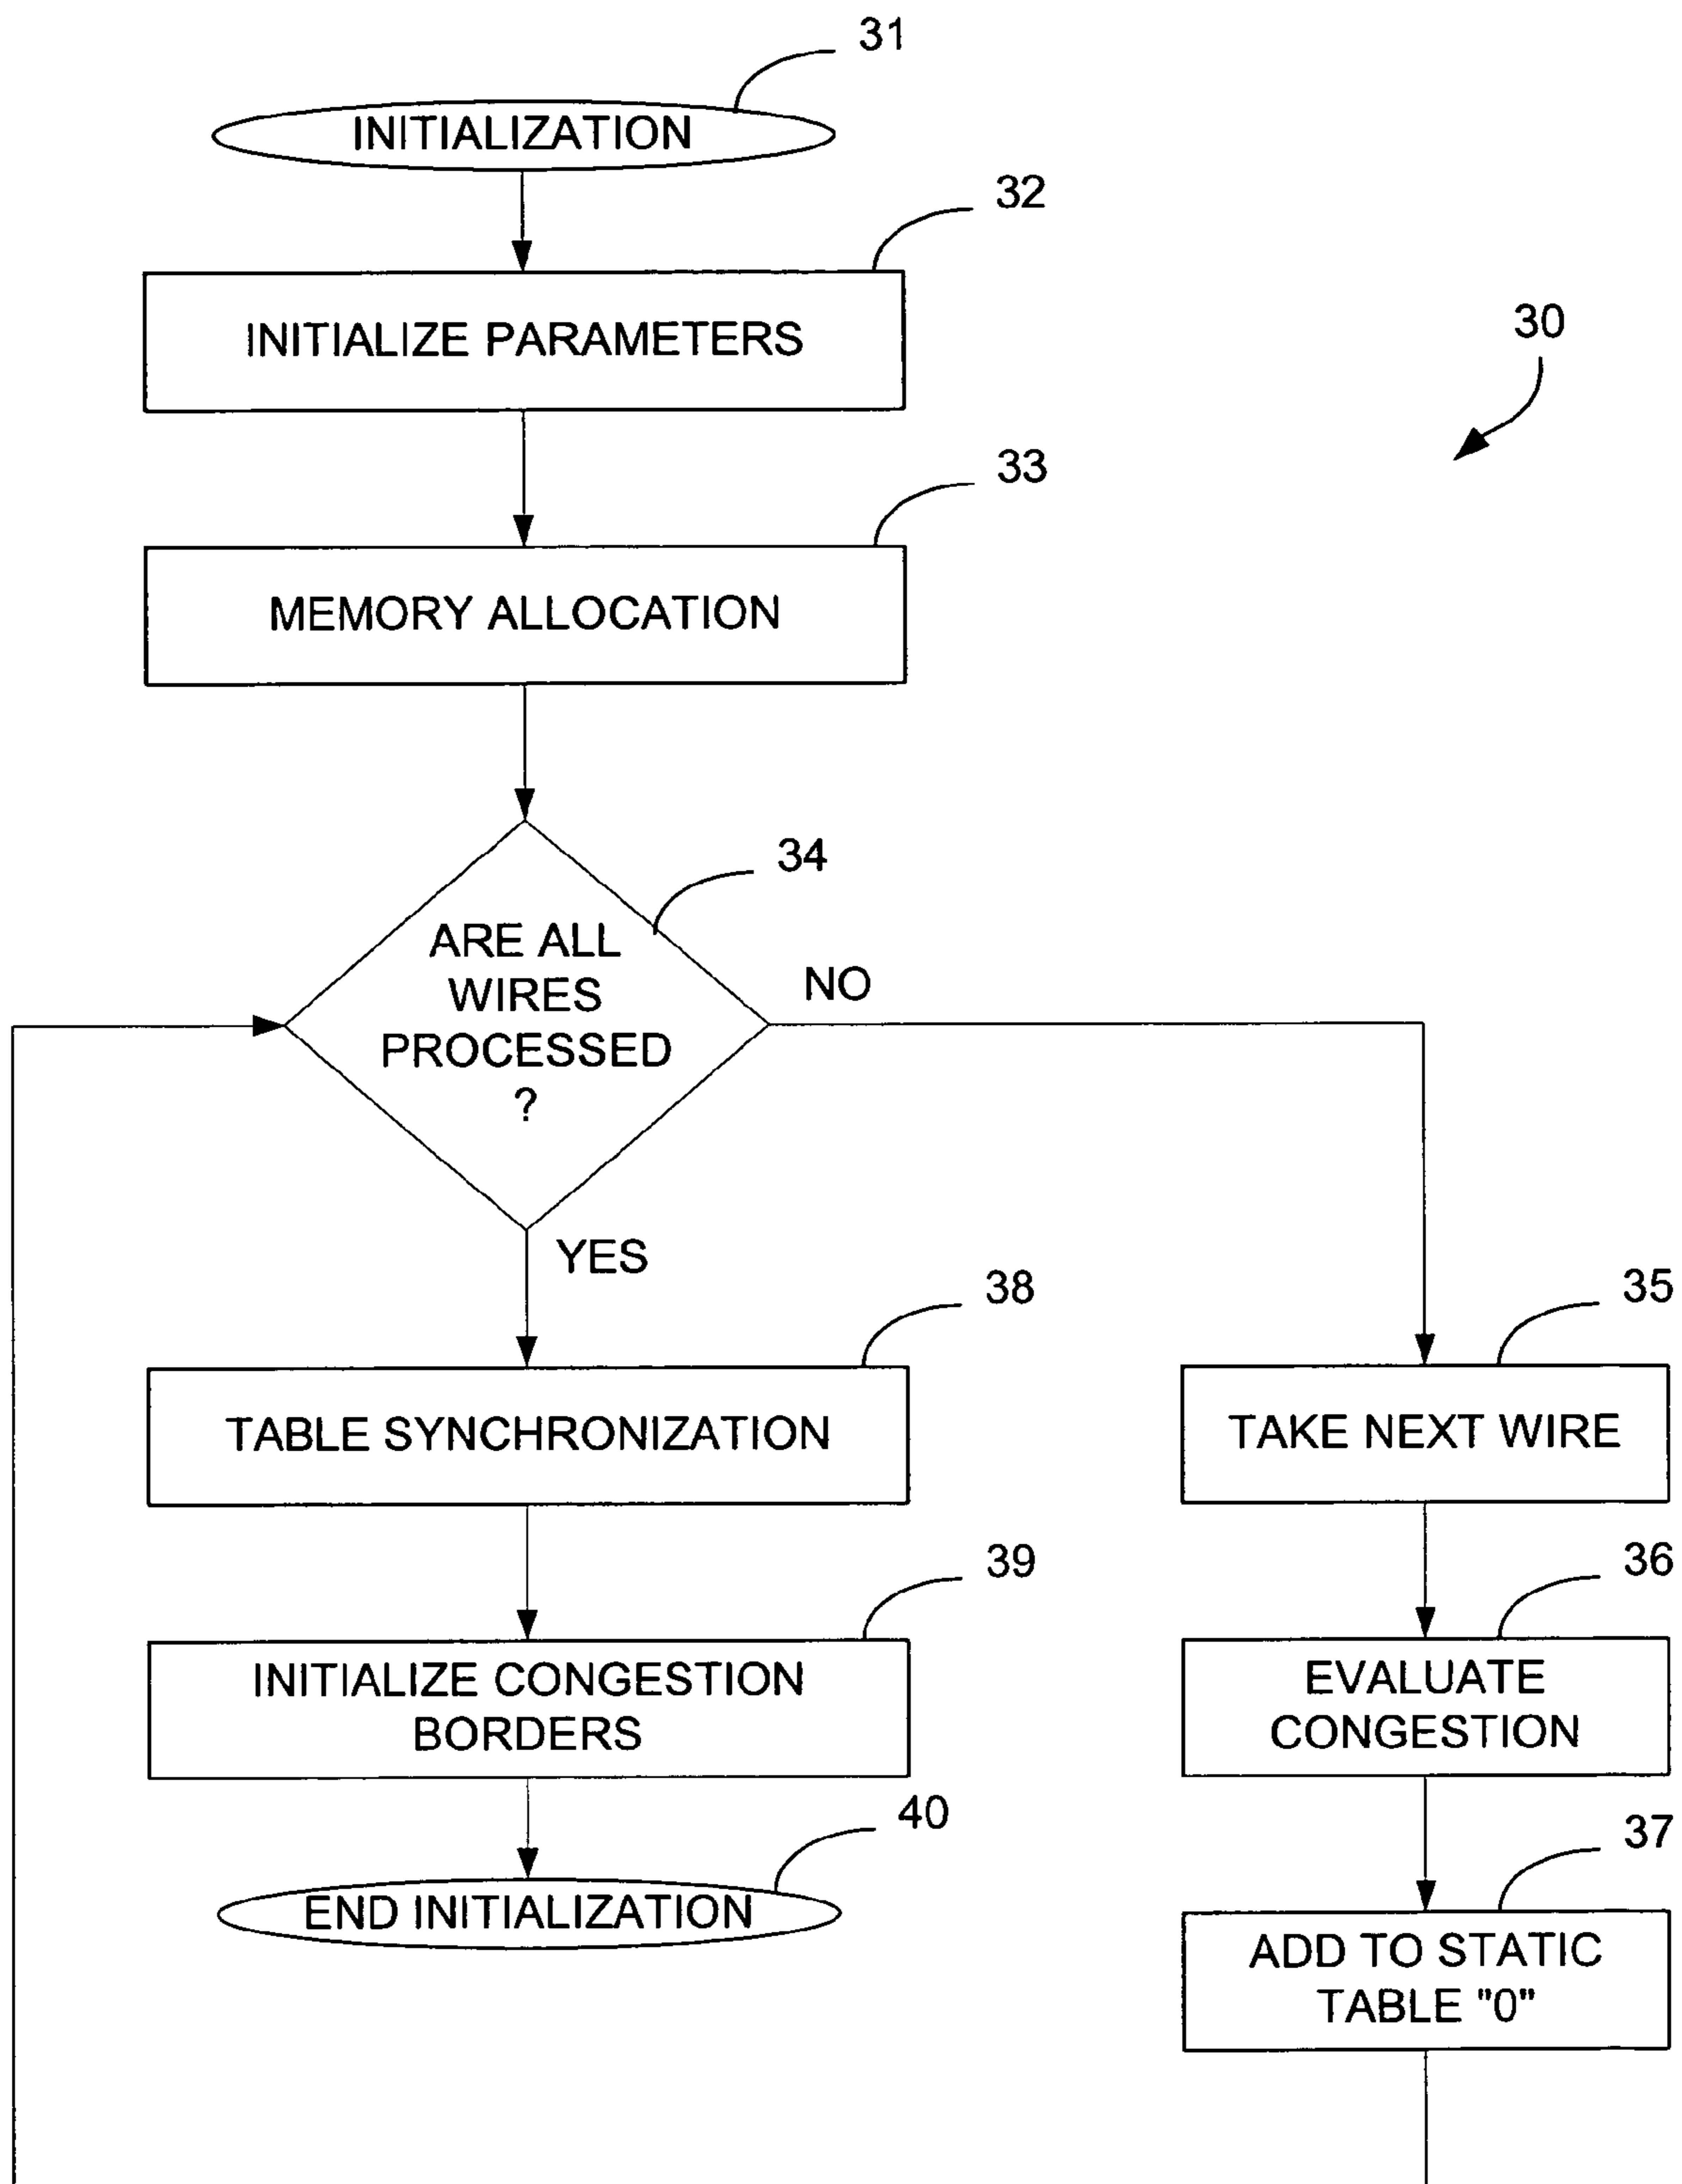 31
INITIALIZATION
32
INITIALIZE PARAMETERS
30
33
MEMORY ALLOCATION
34
ARE ALL
WIRES
PROCESSED
?
NO
YES
38
TABLE SYNCHRONIZATION
39
INITIALIZE CONGESTION
BORDERS
40
END INITIALIZATION
35
TAKE NEXT WIRE
36
EVALUATE
CONGESTION
37
ADD TO STATIC
TABLE "0"